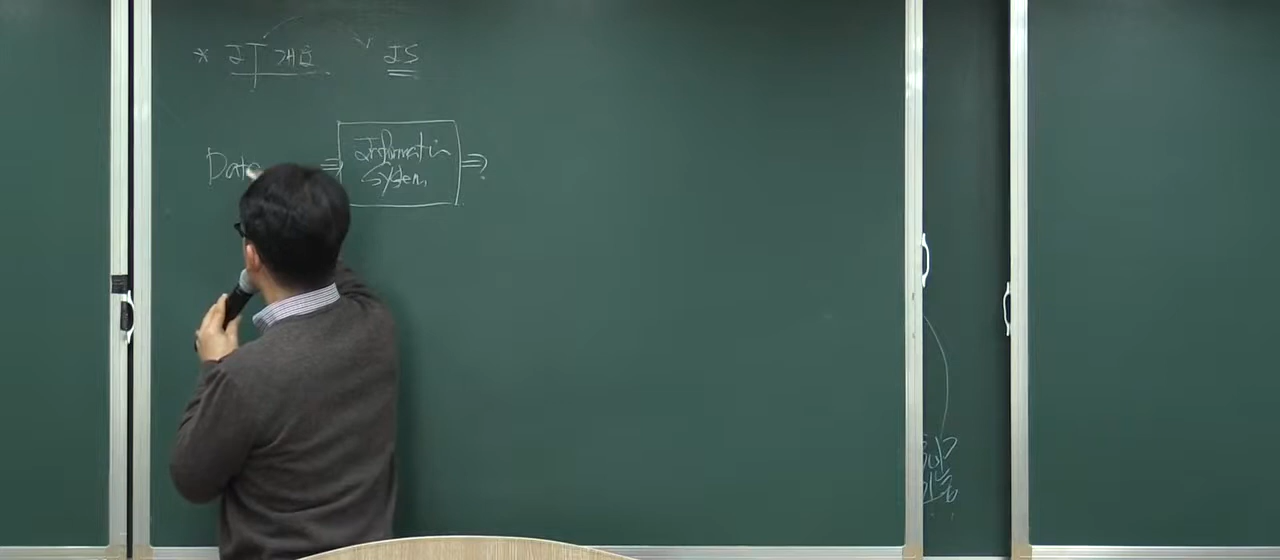 * IT 개요 IS
Data ⇒ Information ⇒ ?
System